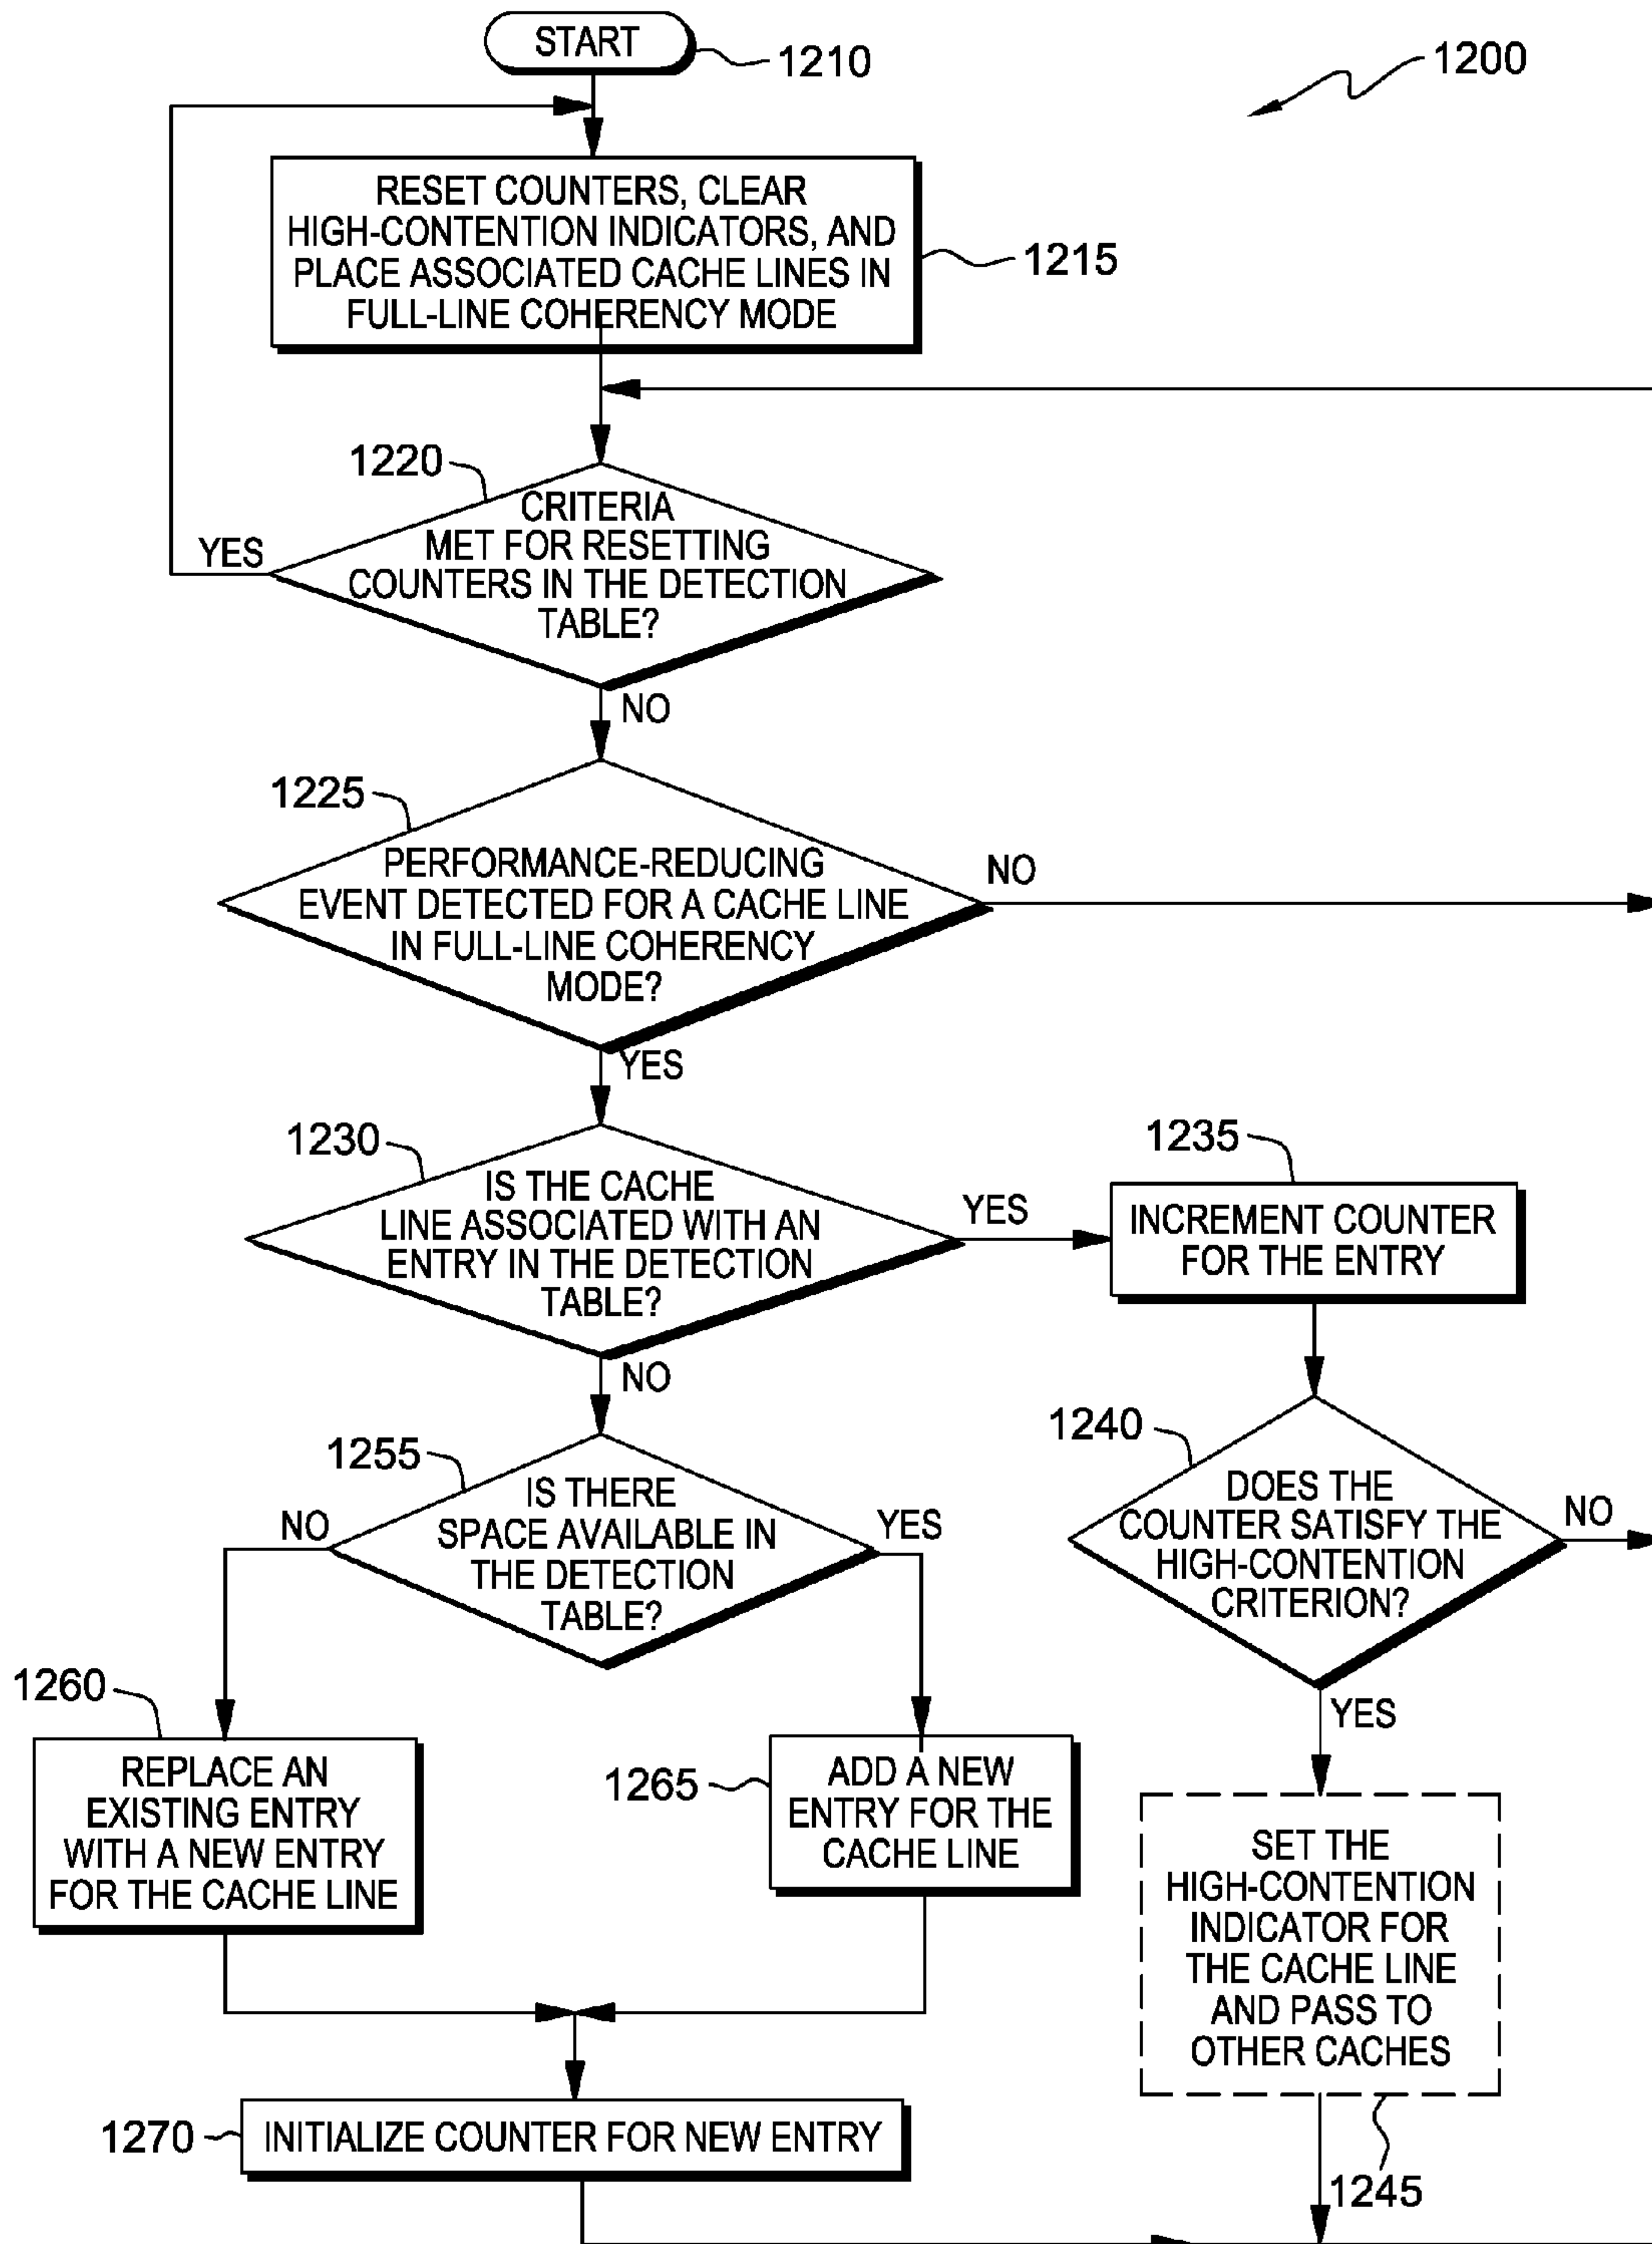 START
1210
1200
RESET COUNTERS, CLEAR
HIGH-CONTENTION INDICATORS, AND
PLACE ASSOCIATED CACHE LINES IN
FULL-LINE COHERENCY MODE
1215
1220
CRITERIA
MET FOR RESETTING
COUNTERS IN THE DETECTION
TABLE?
YES
NO
1225
PERFORMANCE-REDUCING
EVENT DETECTED FOR A CACHE LINE
IN FULL-LINE COHERENCY
MODE?
NO
YES
1230
IS THE CACHE
LINE ASSOCIATED WITH AN
ENTRY IN THE DETECTION
TABLE?
YES
NO
1235
INCREMENT COUNTER
FOR THE ENTRY
1240
DOES THE
COUNTER SATISFY THE
HIGH-CONTENTION
CRITERION?
NO
YES
1255
IS THERE
SPACE AVAILABLE IN
THE DETECTION
TABLE?
NO
YES
1260
REPLACE AN
EXISTING ENTRY
WITH A NEW ENTRY
FOR THE CACHE LINE
1265
ADD A NEW
ENTRY FOR THE
CACHE LINE
SET THE
HIGH-CONTENTION
INDICATOR FOR
THE CACHE LINE
AND PASS TO
OTHER CACHES
1245
1270
INITIALIZE COUNTER FOR NEW ENTRY